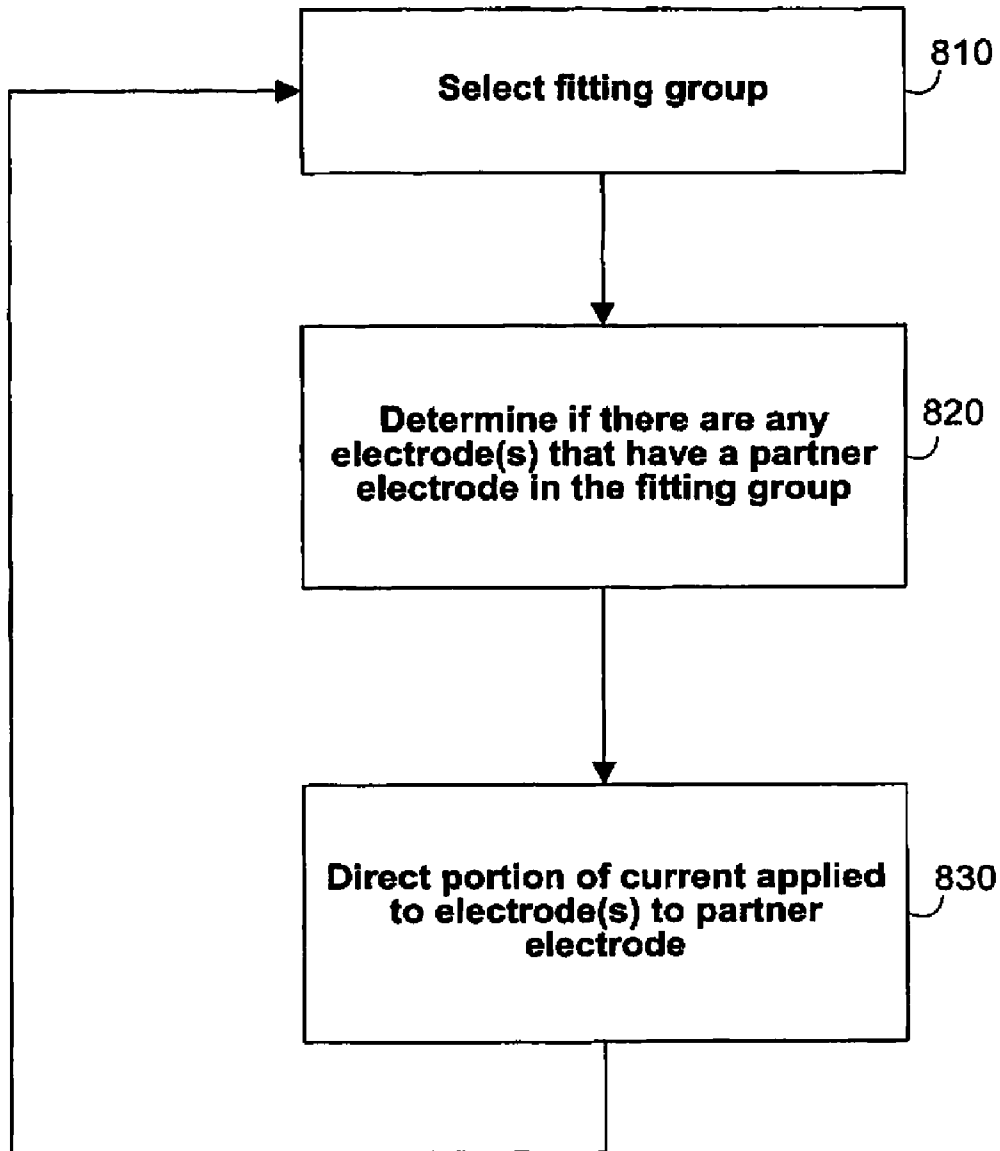 Select fitting group
810
Determine if there are any
electrode(s) that have a partner
electrode in the fitting group
820
Direct portion of current applied
to electrode(s) to partner
electrode
830